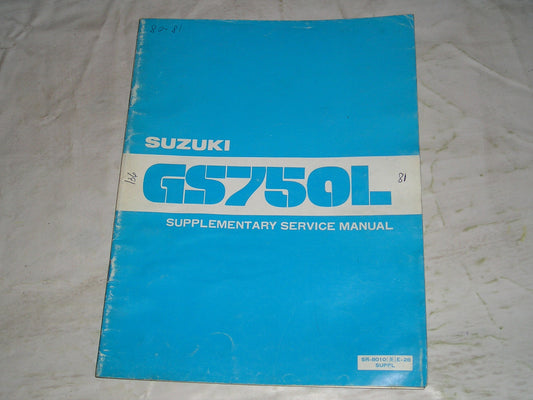 80-81
SUZUKI
GS750L
81
SUPPLEMENTARY SERVICE MANUAL
SUPPL